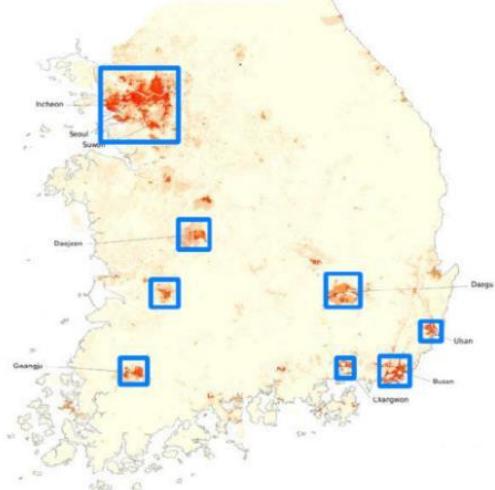 Incheon
Seoul
Suwon
Daejeon
Daegu
Ulsan
Gwangju
Busan
Changwon